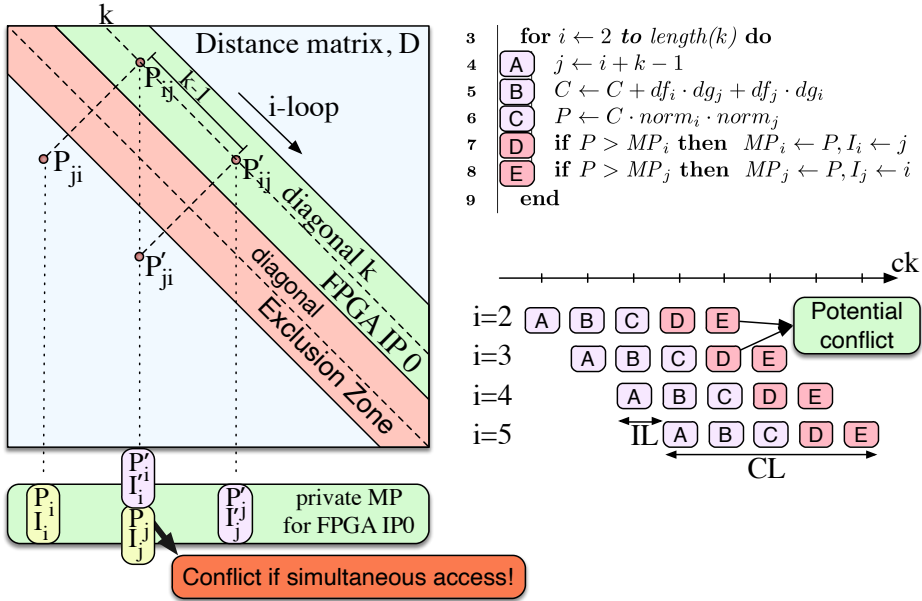 k
Distance matrix, D
P_ij
k-1
i-loop
P_ji
P'_ij
P'_ji
diagonal k
FPGA IP 0
diagonal
Exclusion Zone
P_i
I_i
P'_i
I'_i
P_j
I_j
P'_j
I'_j
private MP
for FPGA IP0
Conflict if simultaneous access!
3 for i ← 2 to length(k) do
4 A j ← i + k − 1
5 B C ← C + df_i · dg_j + df_j · dg_i
6 C P ← C · norm_i · norm_j
7 D if P > MP_i then MP_i ← P, I_i ← j
8 E if P > MP_j then MP_j ← P, I_j ← i
9 end
ck
i=2 A B C D E
Potential
conflict
i=3 A B C D E
i=4 A B C D E
IL
i=5 A B C D E
CL